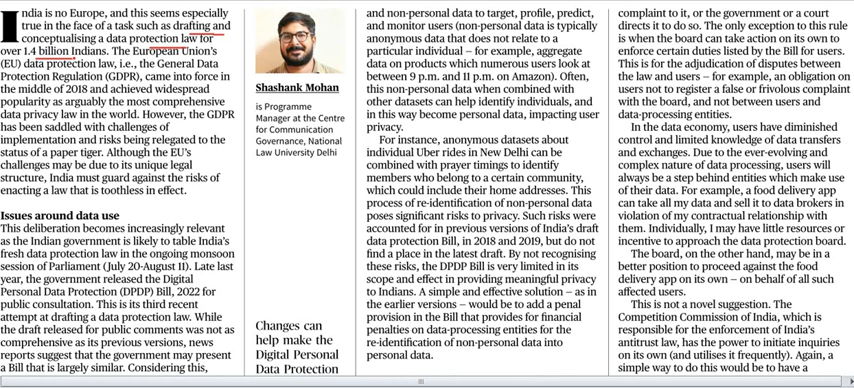 India is no Europe, and this seems especially
true in the face of a task such as drafting and
conceptualising a data protection law for
over 1.4 billion Indians. The European Union's
(EU) data protection law, i.e., the General Data
Protection Regulation (GDPR), came into force in
the middle of 2018 and achieved widespread
popularity as arguably the most comprehensive
data privacy law in the world. However, the GDPR
has been saddled with challenges of
implementation and risks being relegated to the
status of a paper tiger. Although the EU's
challenges may be due to its unique legal
structure, India must guard against the risks of
enacting a law that is toothless in effect.
Issues around data use
This deliberation becomes increasingly relevant
as the Indian government is likely to table India's
fresh data protection law in the ongoing monsoon
session of Parliament (July 20-August 11). Late last
year, the government released the Digital
Personal Data Protection (DPDP) Bill, 2022 for
public consultation. This is its third recent
attempt at drafting a data protection law. While
the draft released for public comments was not as
comprehensive as its previous versions, news
reports suggest that the government may present
a Bill that is largely similar. Considering this,
Shashank Mohan
is Programme
Manager at the Centre
for Communication
Governance, National
Law University Delhi
Changes can
help make the
Digital Personal
Data Protection
and non-personal data to target, profile, predict,
and monitor users (non-personal data is typically
anonymous data that does not relate to a
particular individual – for example, aggregate
data on products which numerous users look at
between 9 p.m. and 11 p.m. on Amazon). Often,
this non-personal data when combined with
other datasets can help identify individuals, and
in this way become personal data, impacting user
privacy.
For instance, anonymous datasets about
individual Uber rides in New Delhi can be
combined with prayer timings to identify
members who belong to a certain community,
which could include their home addresses. This
process of re-identification of non-personal data
poses significant risks to privacy. Such risks were
accounted for in previous versions of India's draft
data protection Bill, in 2018 and 2019, but do not
find a place in the latest draft. By not recognising
these risks, the DPDP Bill is very limited in its
scope and effect in providing meaningful privacy
to Indians. A simple and effective solution – as in
the earlier versions – would be to add a penal
provision in the Bill that provides for financial
penalties on data-processing entities for the
re-identification of non-personal data into
personal data.
complaint to it, or the government or a court
directs it to do so. The only exception to this rule
is when the board can take action on its own to
enforce certain duties listed by the Bill for users.
This is for the adjudication of disputes between
the law and users – for example, an obligation on
users not to register a false or frivolous complaint
with the board, and not between users and
data-processing entities.
In the data economy, users have diminished
control and limited knowledge of data transfers
and exchanges. Due to the ever-evolving and
complex nature of data processing, users will
always be a step behind entities which make use
of their data. For example, a food delivery app
can take all my data and sell it to data brokers in
violation of my contractual relationship with
them. Individually, I may have little resources or
incentive to approach the data protection board.
The board, on the other hand, may be in a
better position to proceed against the food
delivery app on its own – on behalf of all such
affected users.
This is not a novel suggestion. The
Competition Commission of India, which is
responsible for the enforcement of India's
antitrust law, has the power to initiate inquiries
on its own (and utilises it frequently). Again, a
simple way to do this would be to have a